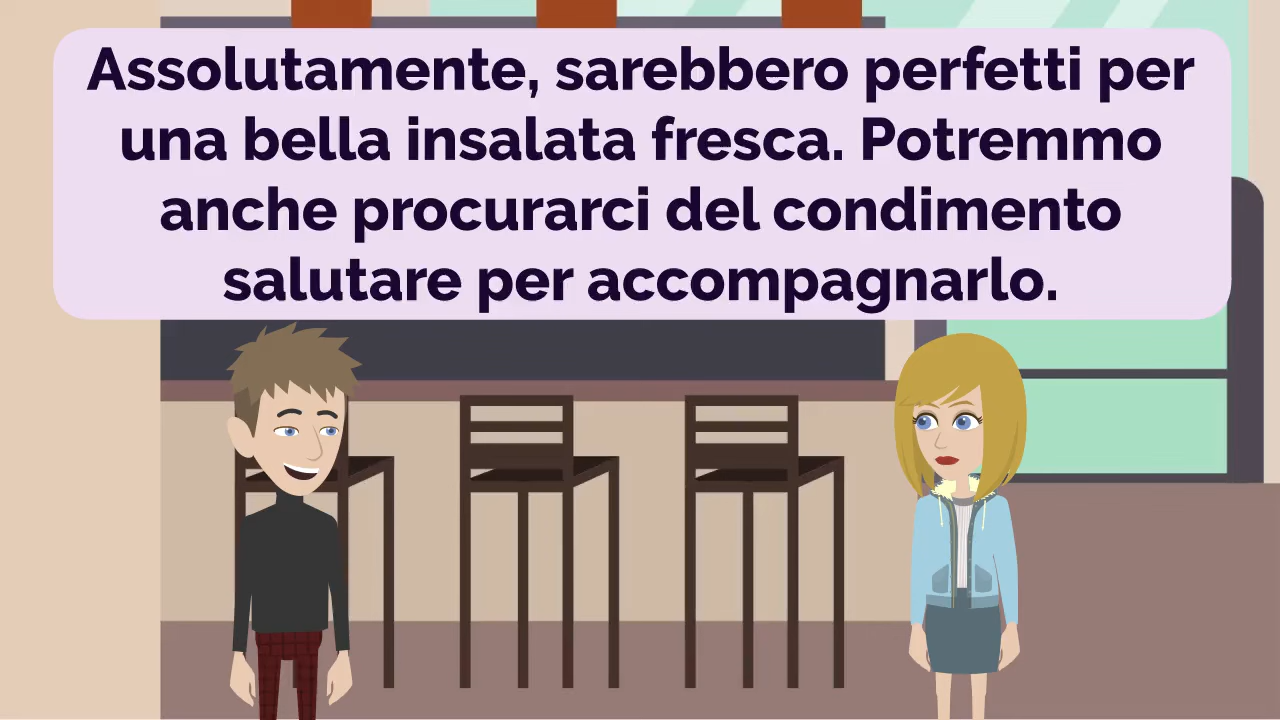 Assolutamente, sarebbero perfetti per
una bella insalata fresca. Potremmo
anche procurarci del condimento
salutare per accompagnarlo.